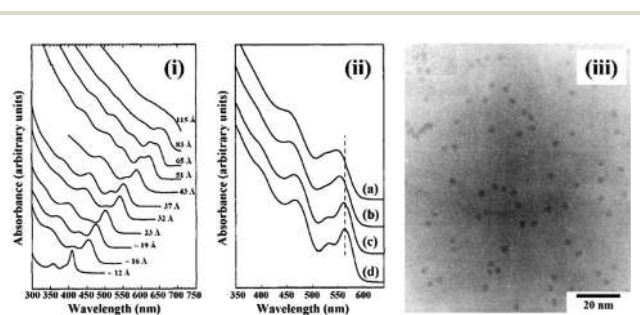 (i)
115 Å
83 Å
65 Å
51 Å
43 Å
37 Å
32 Å
23 Å
~ 19 Å
~ 16 Å
~ 12 Å
Absorbance (arbitrary units)
300 350 400 450 500 550 600 650 700 750
Wavelength (nm)
(ii)
(a)
(b)
(c)
(d)
Absorbance (arbitrary units)
350 400 450 500 550 600
Wavelength (nm)
(iii)
20 nm